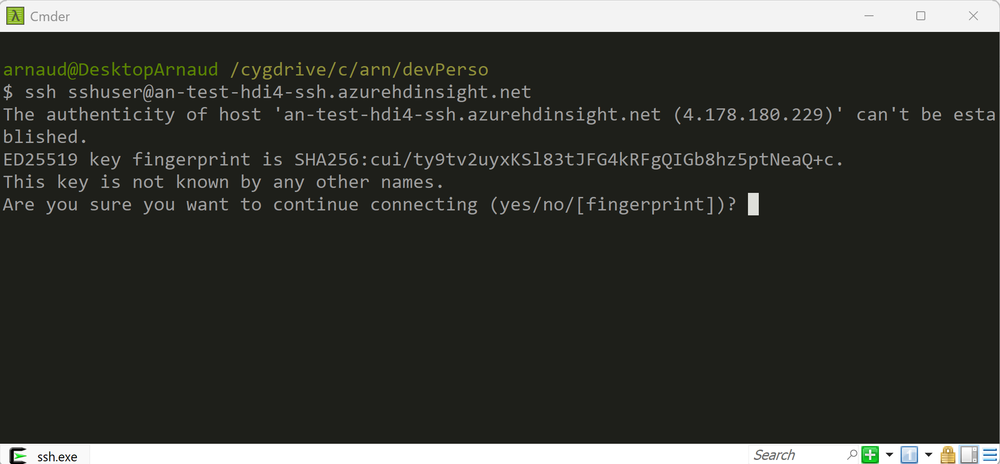 Cmder
arnaud@DesktopArnaud /cygdrive/c/arn/devPerso
$ ssh sshuser@an-test-hdi4-ssh.azurehdinsight.net
The authenticity of host 'an-test-hdi4-ssh.azurehdinsight.net (4.178.180.229)' can't be esta
blished.
ED25519 key fingerprint is SHA256:cui/ty9tv2uyxKSl83tJFG4kRFgQIGb8hz5ptNeaQ+c.
This key is not known by any other names.
Are you sure you want to continue connecting (yes/no/[fingerprint])?
ssh.exe
Search
1